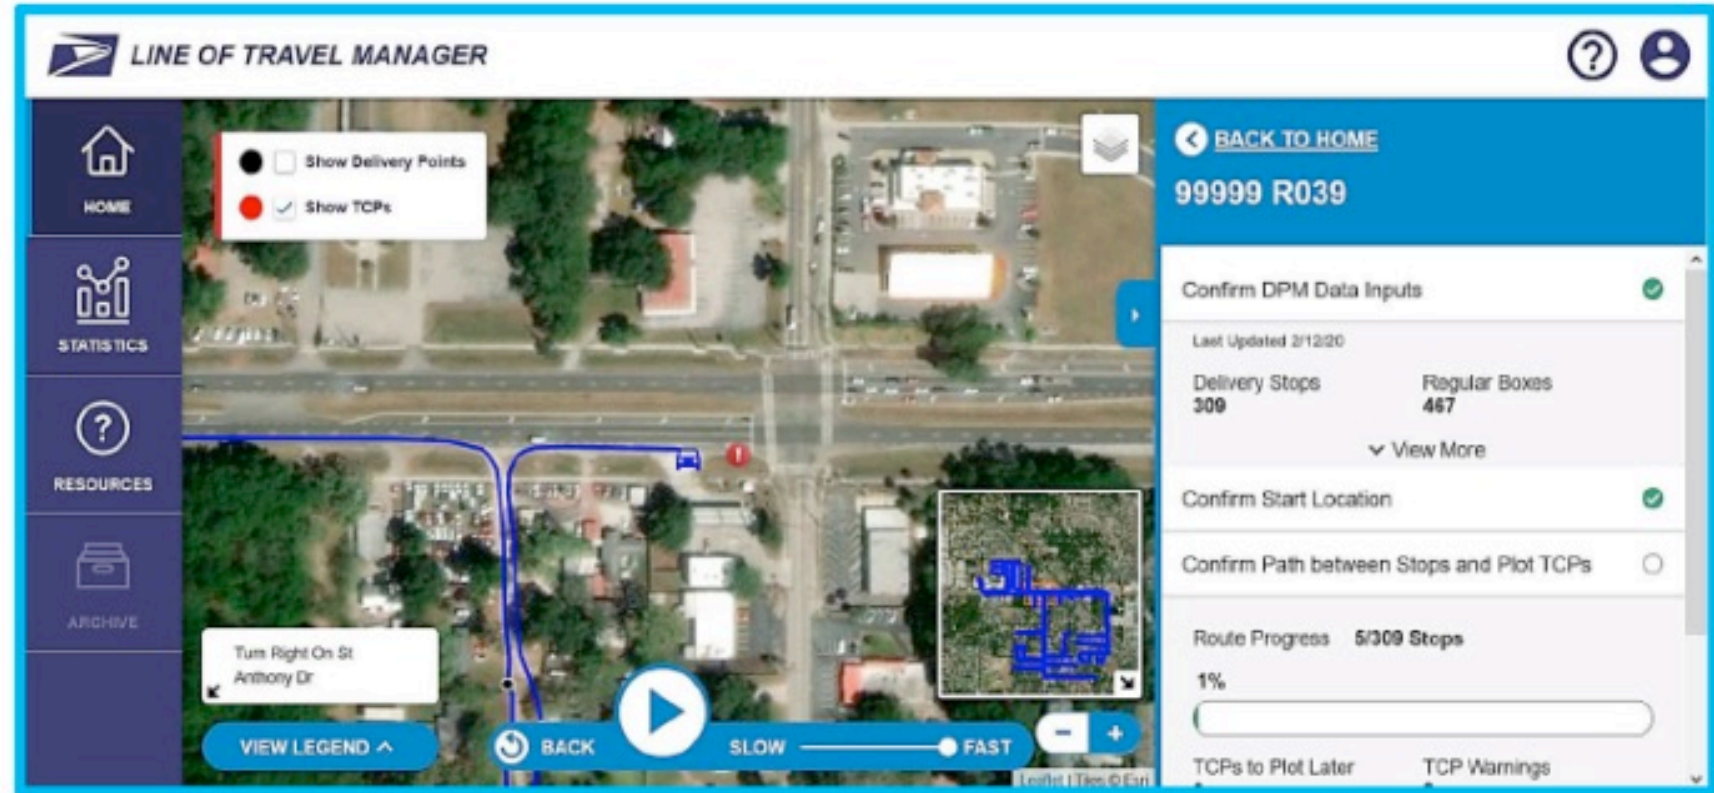 LINE OF TRAVEL MANAGER
HOME
STATISTICS
RESOURCES
ARCHIVE
Show Delivery Points
Show TCPs
Turn Right On St
Anthony Dr
VIEW LEGEND
BACK
SLOW
FAST
Leaflet | Tiles © Esri
BACK TO HOME
99999 R039
Confirm DPM Data Inputs
Last Updated 2/12/20
Delivery Stops
309
Regular Boxes
467
View More
Confirm Start Location
Confirm Path between Stops and Plot TCPs
Route Progress 5/309 Stops
1%
TCPs to Plot Later
TCP Warnings